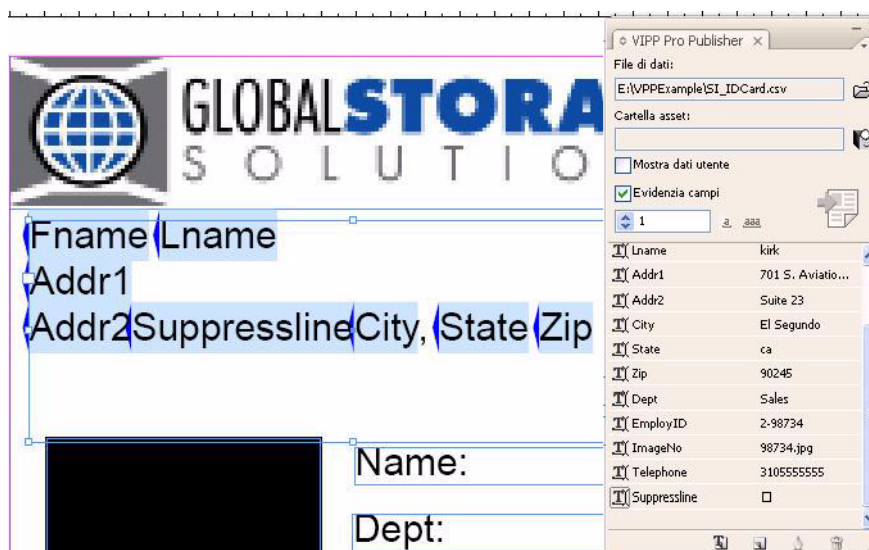 GLOBALSTORA
SOLUTIO
Fname Lname
Addr1
Addr2SuppresslineCity, State Zip
Name:
Dept:
VIPP Pro Publisher
File di dati:
E:\VPPExample\SI_IDCard.csv
Cartella asset:
Mostra dati utente
Evidenzia campi
1 a aaa
Lname kirk
Addr1 701 S. Aviatio...
Addr2 Suite 23
City El Segundo
State ca
Zip 90245
Dept Sales
EmployID 2-98734
ImageNo 98734.jpg
Telephone 3105555555
Suppressline